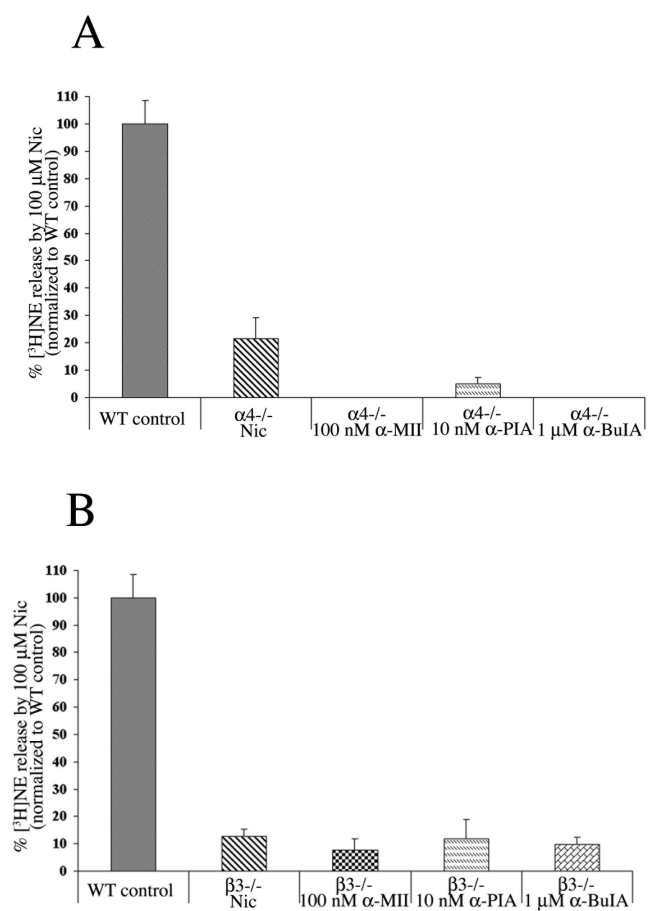 A
% [³H]NE release by 100 µM Nic
(normalized to WT control)
110
100
90
80
70
60
50
40
30
20
10
0
WT control
α4-/-
Nic
α4-/-
100 nM α-MII
α4-/-
10 nM α-PIA
α4-/-
1 µM α-BuIA
B
% [³H]NE release by 100 µM Nic
(normalized to WT control)
110
100
90
80
70
60
50
40
30
20
10
0
WT control
β3-/-
Nic
β3-/-
100 nM α-MII
β3-/-
10 nM α-PIA
β3-/-
1 µM α-BuIA